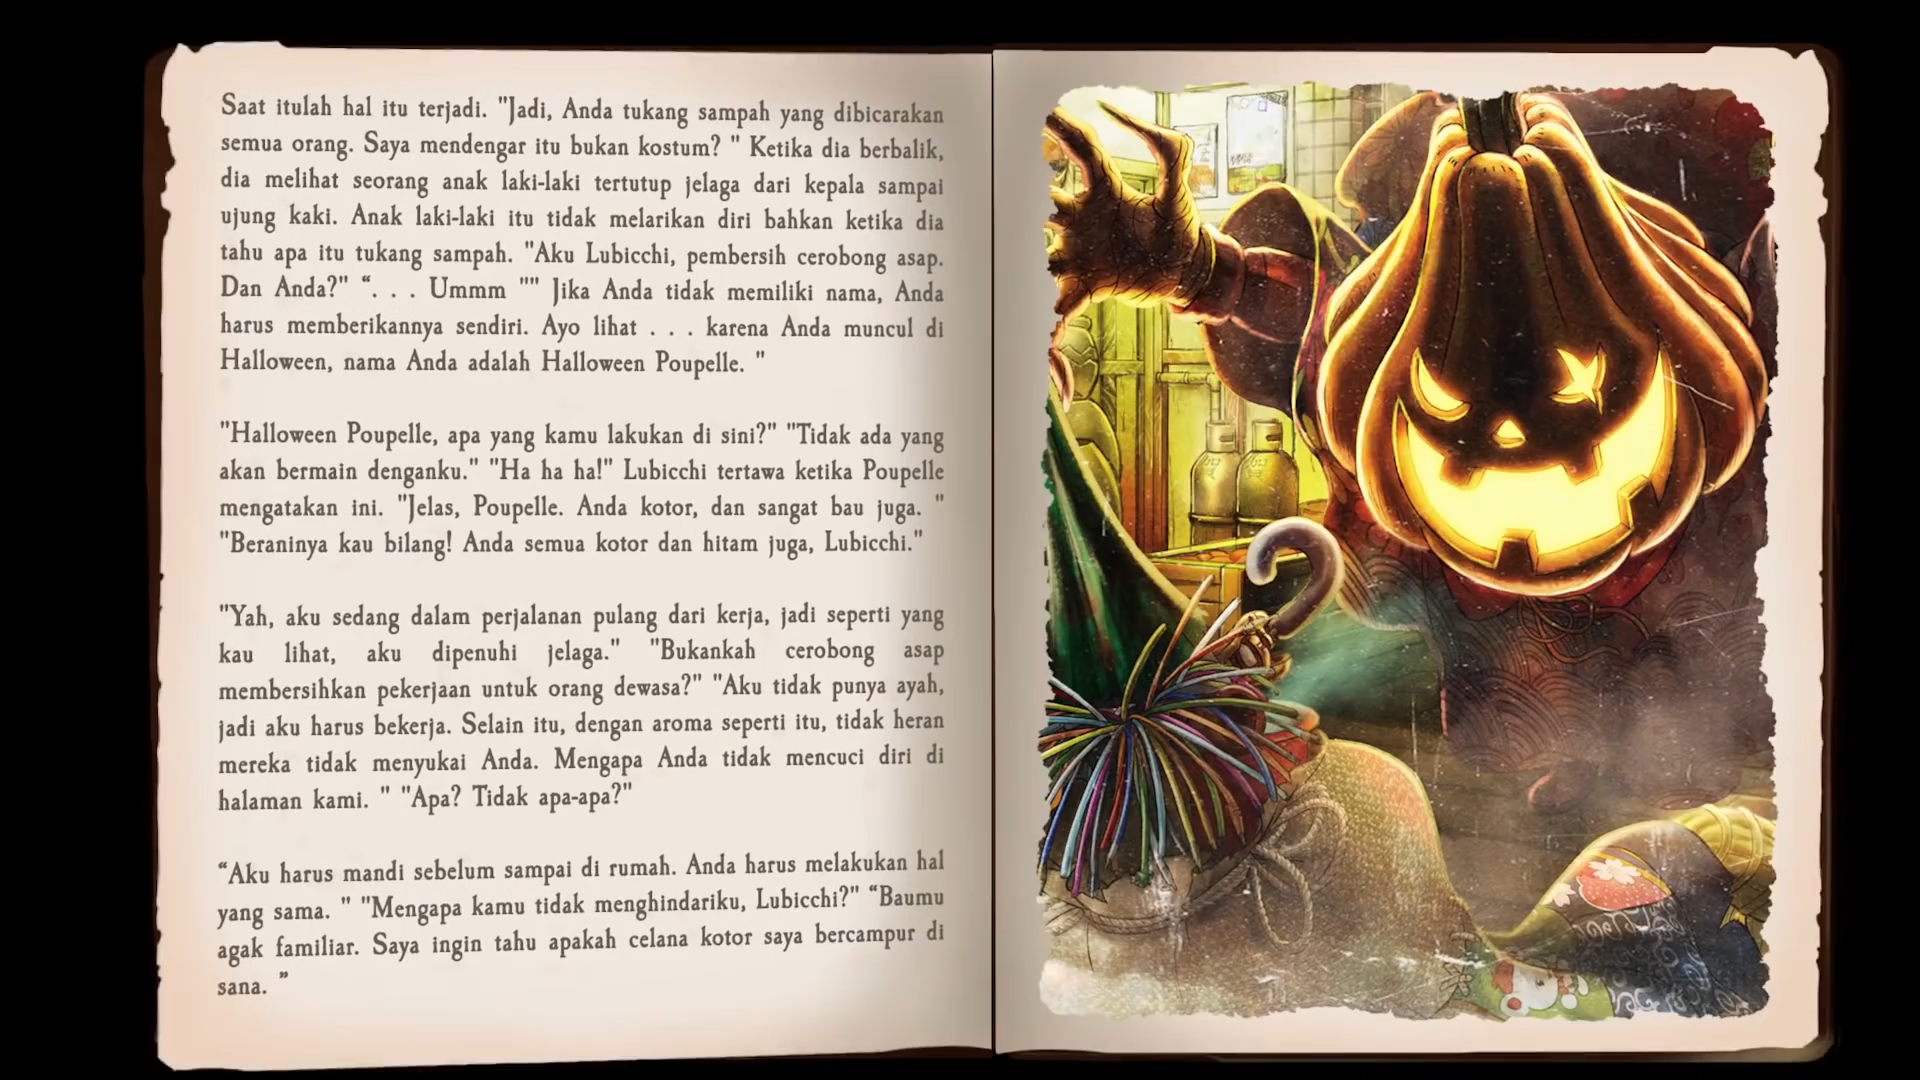 Saat itulah hal itu terjadi. "Jadi, Anda tukang sampah yang dibicarakan
semua orang. Saya mendengar itu bukan kostum? " Ketika dia berbalik,
dia melihat seorang anak laki-laki tertutup jelaga dari kepala sampai
ujung kaki. Anak laki-laki itu tidak melarikan diri bahkan ketika dia
tahu apa itu tukang sampah. "Aku Lubicchi, pembersih cerobong asap.
Dan Anda?" “. . . Ummm "" Jika Anda tidak memiliki nama, Anda
harus memberikannya sendiri. Ayo lihat . . . karena Anda muncul di
Halloween, nama Anda adalah Halloween Poupelle. "
"Halloween Poupelle, apa yang kamu lakukan di sini?" "Tidak ada yang
akan bermain denganku." "Ha ha ha!" Lubicchi tertawa ketika Poupelle
mengatakan ini. "Jelas, Poupelle. Anda kotor, dan sangat bau juga. "
"Beraninya kau bilang! Anda semua kotor dan hitam juga, Lubicchi."
"Yah, aku sedang dalam perjalanan pulang dari kerja, jadi seperti yang
kau lihat, aku dipenuhi jelaga." "Bukankah cerobong asap
membersihkan pekerjaan untuk orang dewasa?" "Aku tidak punya ayah,
jadi aku harus bekerja. Selain itu, dengan aroma seperti itu, tidak heran
mereka tidak menyukai Anda. Mengapa Anda tidak mencuci diri di
halaman kami. " "Apa? Tidak apa-apa?"
“Aku harus mandi sebelum sampai di rumah. Anda harus melakukan hal
yang sama. " "Mengapa kamu tidak menghindariku, Lubicchi?" “Baumu
agak familiar. Saya ingin tahu apakah celana kotor saya bercampur di
sana. ”